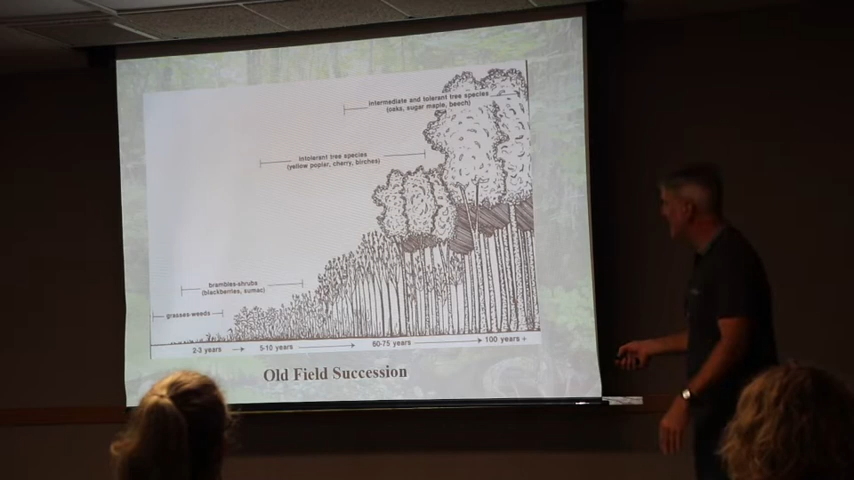 intermediate and tolerant tree species
(oaks, sugar maple, beech)
intolerant tree species
(yellow poplar, cherry, birches)
brambles-shrubs
(blackberries, sumac)
grasses-weeds
2-3 years
5-10 years
60-75 years
100 years +
Old Field Succession